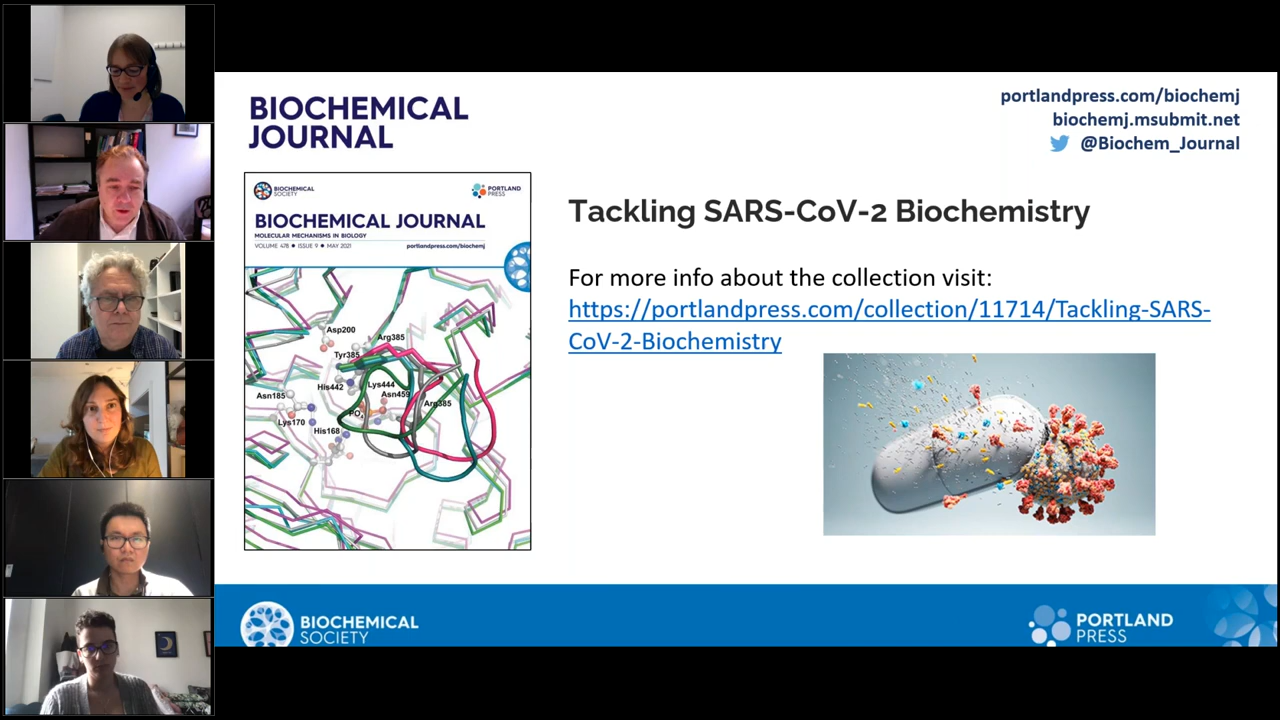 BIOCHEMICAL
JOURNAL
portlandpress.com/biochemj
biochemj.msubmit.net
@Biochem_Journal
BIOCHEMICAL
SOCIETY
PORTLAND
PRESS
BIOCHEMICAL JOURNAL
MOLECULAR MECHANISMS IN BIOLOGY
VOLUME 478 ● ISSUE 9 ● MAY 2021
portlandpress.com/biochemj
Asp200
Arg385
Tyr385
His442
Lys444
Asn459
Asn185
Arg385
PO
Lys170
His168
Tackling SARS-CoV-2 Biochemistry
For more info about the collection visit:
https://portlandpress.com/collection/11714/Tackling-SARS-
CoV-2-Biochemistry
BIOCHEMICAL
SOCIETY
PORTLAND
PRESS